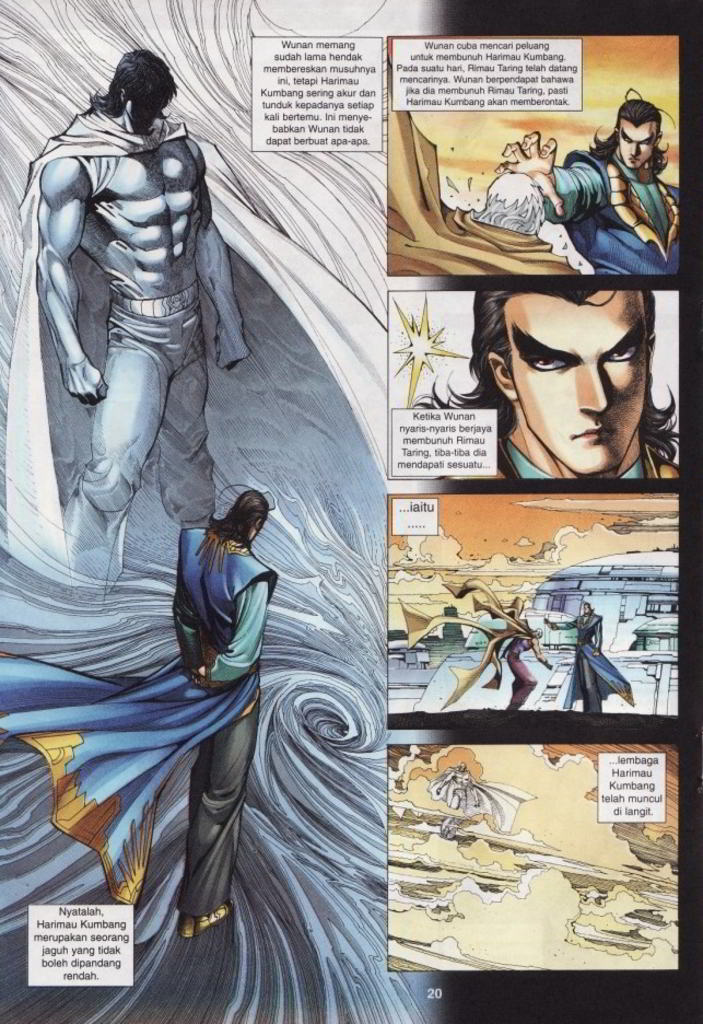 Wunan memang
sudah lama hendak
membereskan musuhnya
ini, tetapi Harimau
Kumbang sering akur dan
tunduk kepadanya setiap
kali bertemu. Ini menye-
babkan Wunan tidak
dapat berbuat apa-apa.
Wunan cuba mencari peluang
untuk membunuh Harimau Kumbang.
Pada suatu hari, Rimau Taring telah datang
mencarinya. Wunan berpendapat bahawa
jika dia membunuh Rimau Taring, pasti
Harimau Kumbang akan memberontak.
Ketika Wunan
nyaris-nyaris berjaya
membunuh Rimau
Taring, tiba-tiba dia
mendapati sesuatu...
...iaitu
.....
...lembaga
Harimau
Kumbang
telah muncul
di langit.
Nyatalah,
Harimau Kumbang
merupakan seorang
jaguh yang tidak
boleh dipandang
rendah.
20